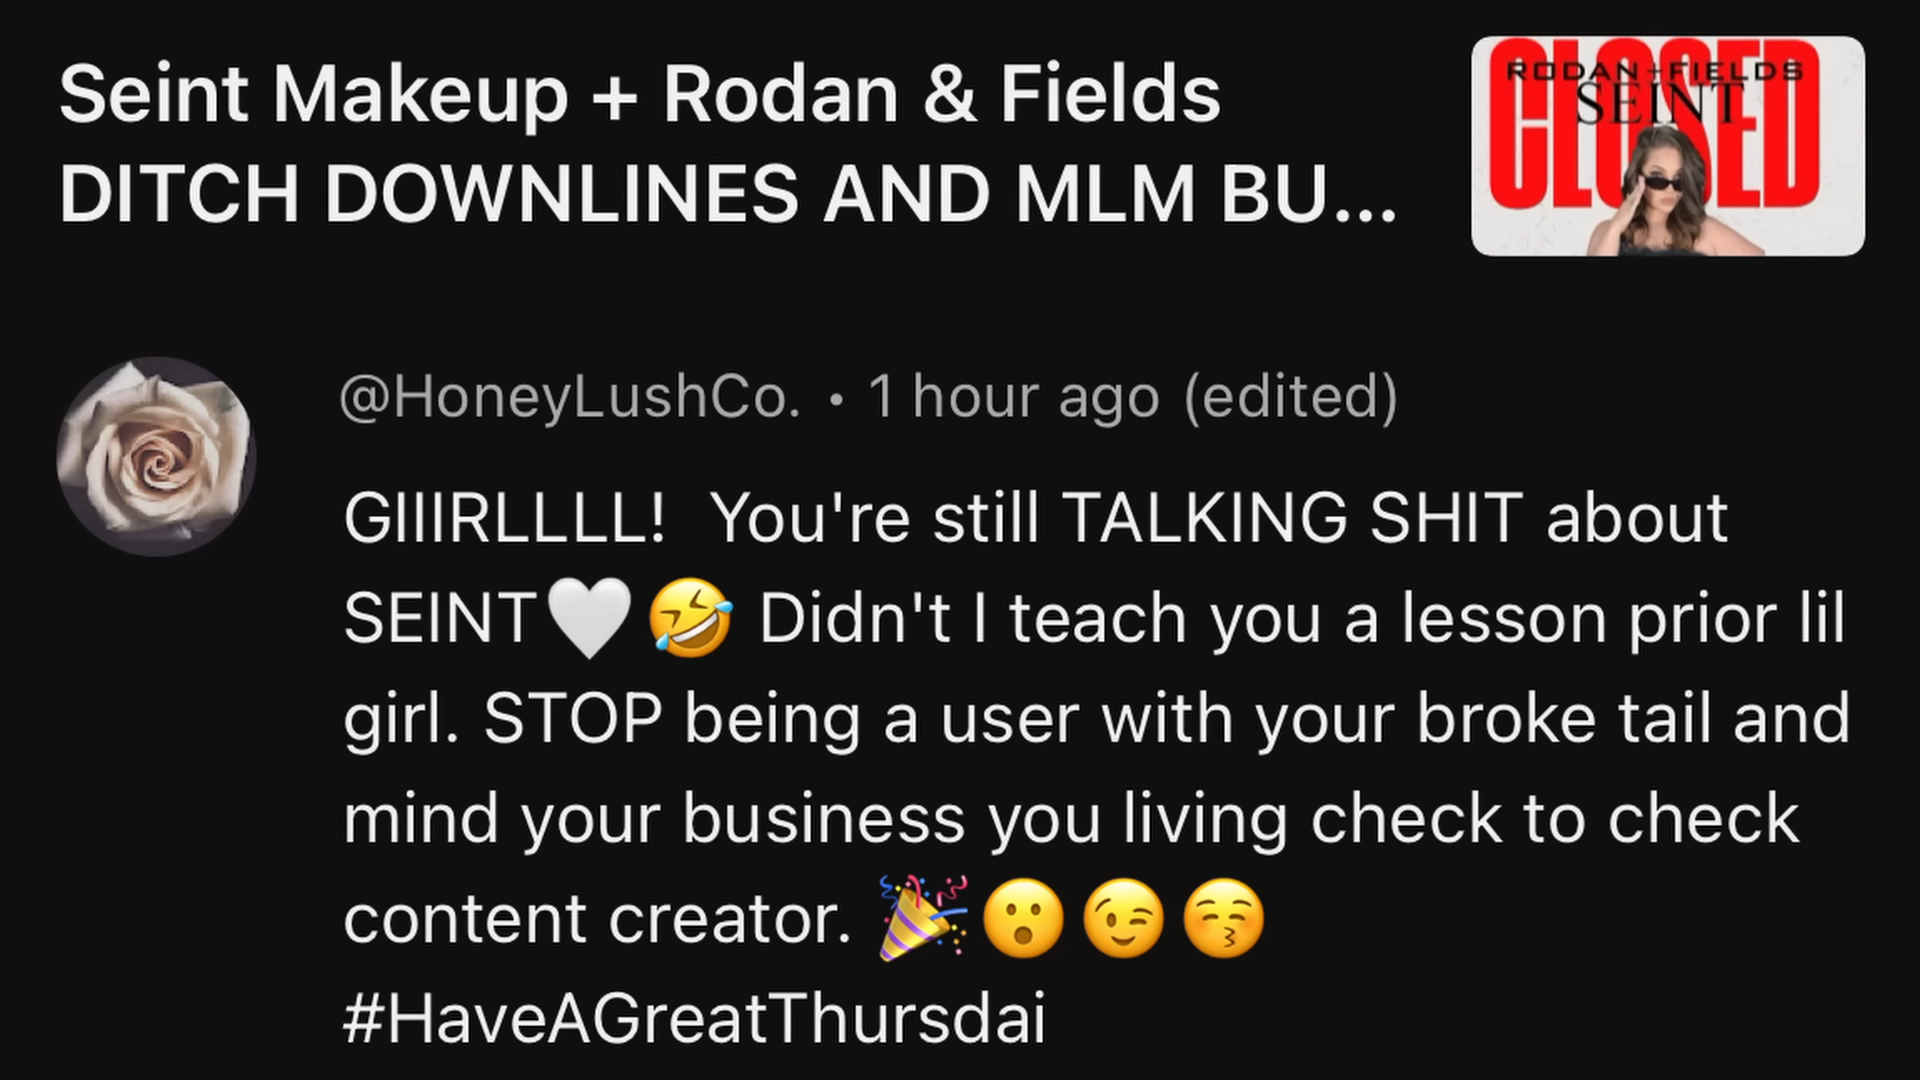 Seint Makeup + Rodan & Fields
DITCH DOWNLINES AND MLM BU...
CLOSED
RODAN+FIELDS
SEINT
@HoneyLushCo. • 1 hour ago (edited)
GIIIRLLLL! You're still TALKING SHIT about
SEINT🤍🤣 Didn't I teach you a lesson prior lil
girl. STOP being a user with your broke tail and
mind your business you living check to check
content creator. 🎉😮😉😚
#HaveAGreatThursdai